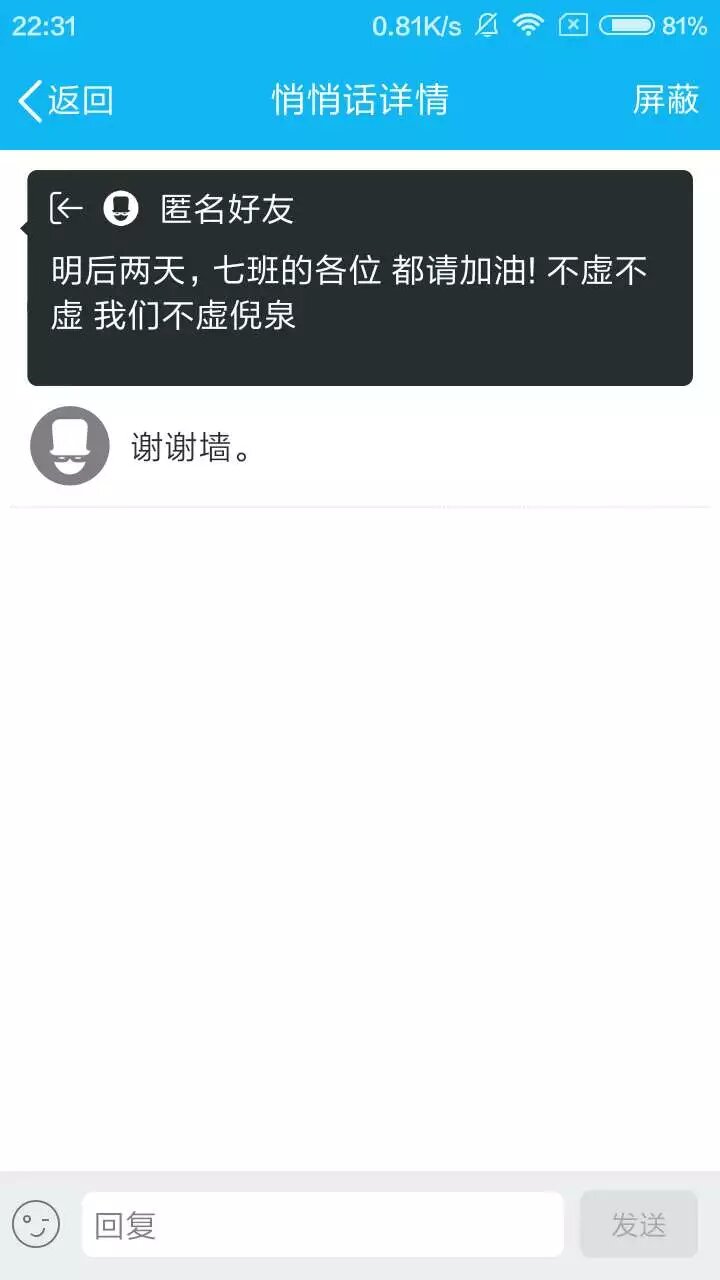 22:31 0.81K/s 81%
返回 悄悄话详情 屏蔽
匿名好友
明后两天，七班的各位 都请加油! 不虚不
虚 我们不虚倪泉
谢谢墙。
回复 发送